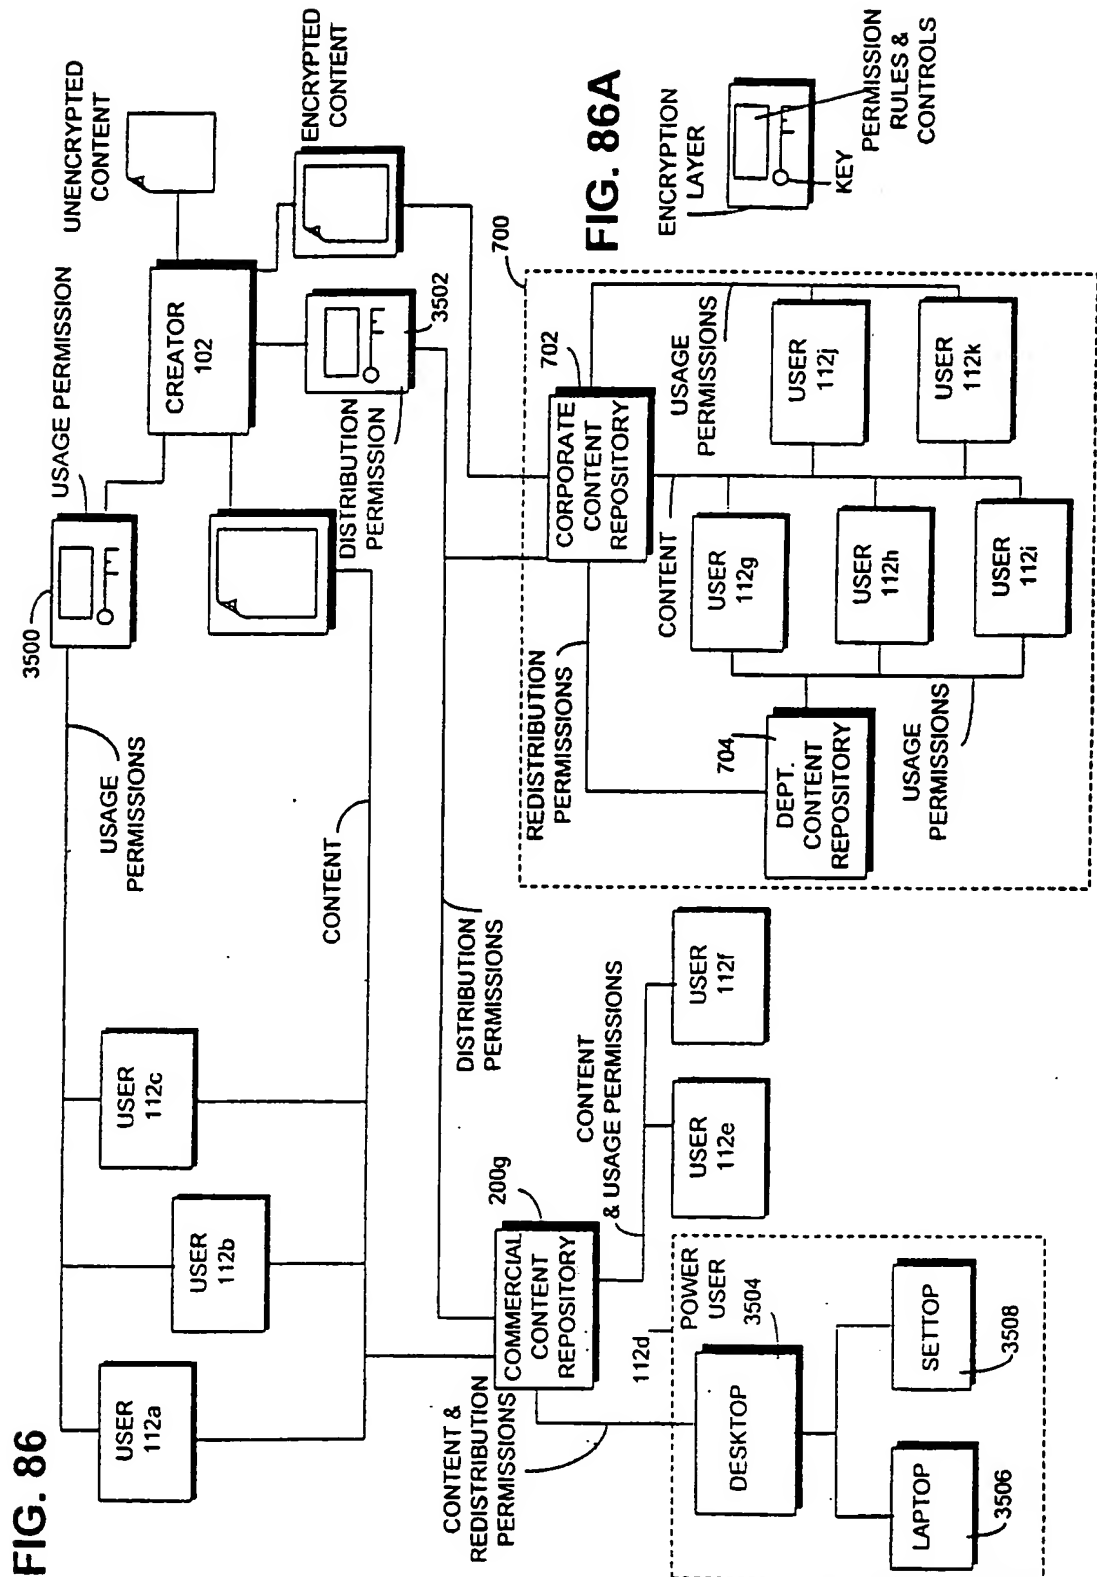 FIG. 86
USER
112a
USER
112b
USER
112c
USAGE
PERMISSIONS
3500
USAGE PERMISSION
CREATOR
102
UNENCRYPTED
CONTENT
CONTENT
DISTRIBUTION
PERMISSION
3502
ENCRYPTED
CONTENT
DISTRIBUTION
PERMISSIONS
CONTENT &
REDISTRIBUTION
PERMISSIONS
COMMERCIAL
CONTENT
REPOSITORY
200g
CONTENT
& USAGE PERMISSIONS
USER
112e
USER
112f
112d
POWER
USER
3504
DESKTOP
LAPTOP
3506
SETTOP
3508
700
CORPORATE
CONTENT
REPOSITORY
702
REDISTRIBUTION
PERMISSIONS
DEPT.
CONTENT
REPOSITORY
704
CONTENT
USAGE
PERMISSIONS
USER
112g
USER
112h
USER
112i
USER
112j
USER
112k
USAGE
PERMISSIONS
FIG. 86A
ENCRYPTION
LAYER
KEY
PERMISSION
RULES &
CONTROLS